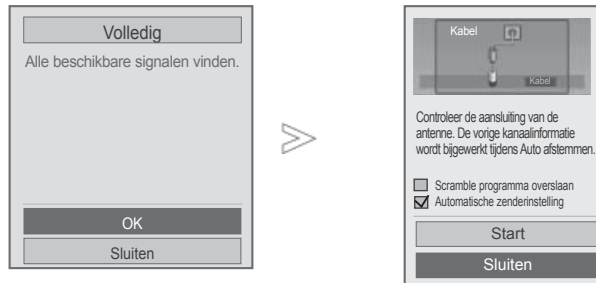 Volledig
Alle beschikbare signalen vinden.
OK
Sluiten
Kabel
Kabel
Controleer de aansluiting van de
antenne. De vorige kanaalinformatie
wordt bijgewerkt tijdens Auto afstemmen.
Scramble programma overslaan
Automatische zenderinstelling
Start
Sluiten